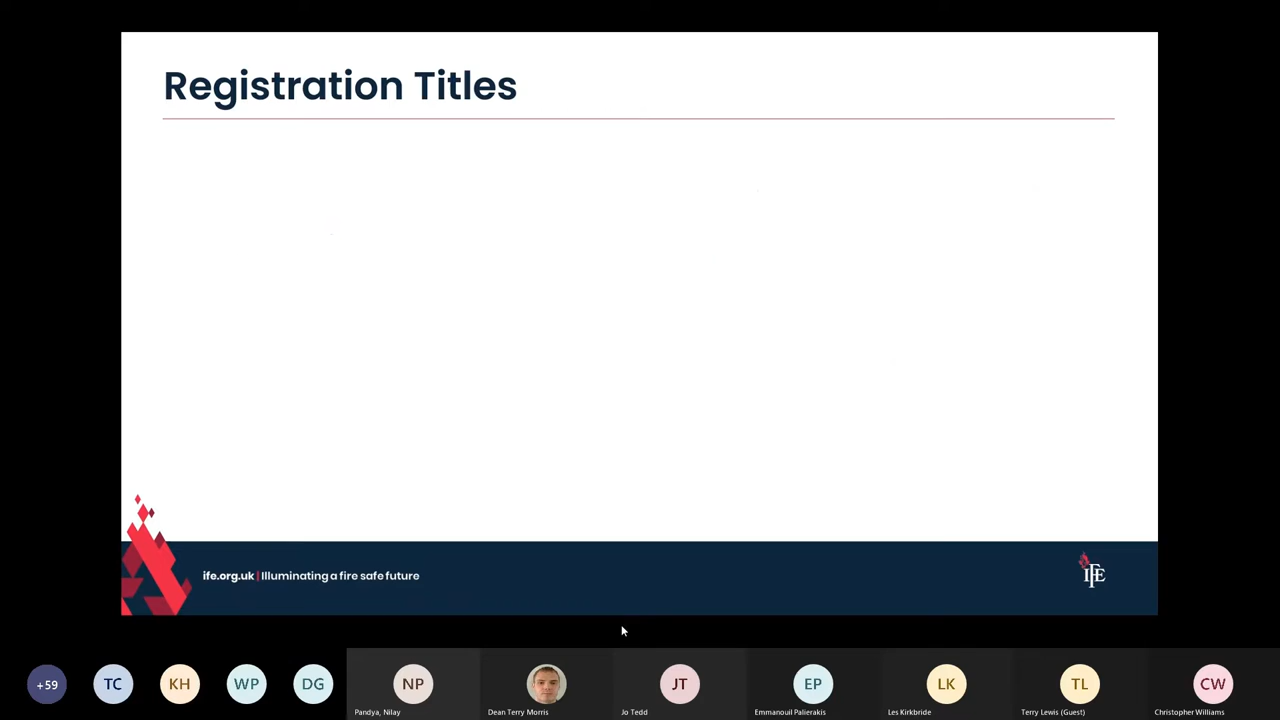 Registration Titles
ife.org.uk | Illuminating a fire safe future
IFE
+59
TC
KH
WP
DG
NP
JT
EP
LK
TL
CW
Pandya, Nilay
Dean Terry Morris
Jo Tedd
Emmanouil Palierakis
Les Kirkbride
Terry Lewis (Guest)
Christopher Williams